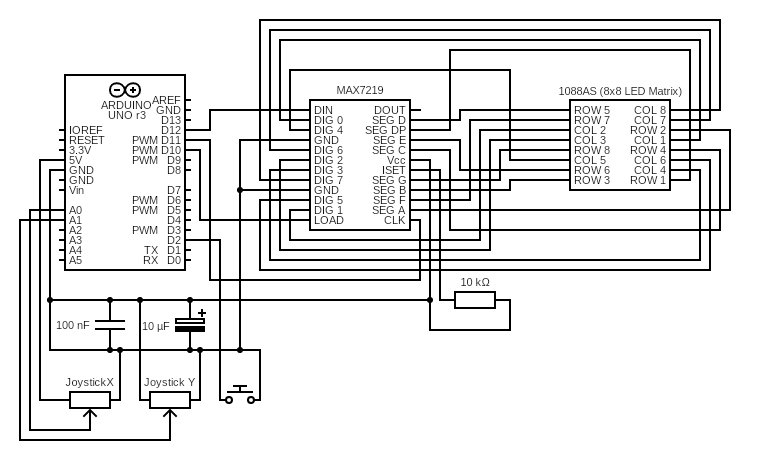 MAX7219
1088AS (8x8 LED Matrix)
ARDUINO
UNO r3
AREF
GND
D13
IOREF D12
RESET PWM D11
3.3V PWM D10
5V PWM D9
GND D8
GND
Vin D7
PWM D6
A0 PWM D5
A1 D4
A2 PWM D3
A3 D2
A4 TX D1
A5 RX D0
DIN DOUT
DIG 0 SEG D
DIG 4 SEG DP
GND SEG E
DIG 6 SEG C
DIG 2 Vcc
DIG 3 ISET
DIG 7 SEG G
GND SEG B
DIG 5 SEG F
DIG 1 SEG A
LOAD CLK
ROW 5 COL 8
ROW 7 COL 7
COL 2 ROW 2
COL 3 COL 1
ROW 8 ROW 4
COL 5 COL 6
ROW 6 COL 4
ROW 3 ROW 1
10 kΩ
100 nF
10 µF
+
JoystickX
Joystick Y